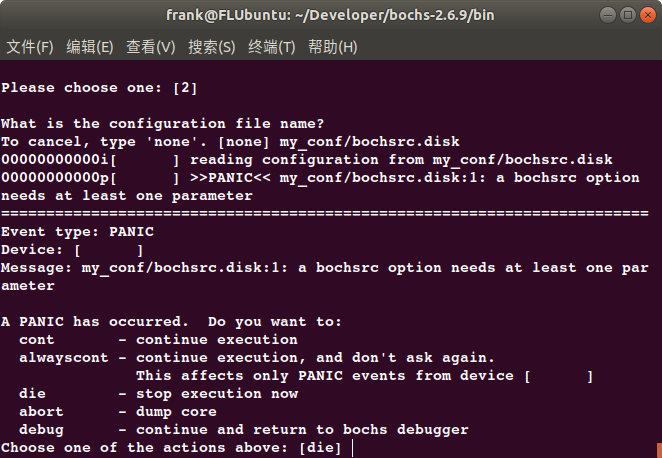 frank@FLUbuntu: ~/Developer/bochs-2.6.9/bin
文件(F) 编辑(E) 查看(V) 搜索(S) 终端(T) 帮助(H)
Please choose one: [2]
What is the configuration file name?
To cancel, type 'none'. [none] my_conf/bochsrc.disk
00000000000i[      ] reading configuration from my_conf/bochsrc.disk
00000000000p[      ] >>PANIC<< my_conf/bochsrc.disk:1: a bochsrc option
needs at least one parameter
========================================================================
Event type: PANIC
Device: [      ]
Message: my_conf/bochsrc.disk:1: a bochsrc option needs at least one par
ameter
A PANIC has occurred.  Do you want to:
  cont       - continue execution
  alwayscont - continue execution, and don't ask again.
               This affects only PANIC events from device [      ]
  die        - stop execution now
  abort      - dump core
  debug      - continue and return to bochs debugger
Choose one of the actions above: [die]